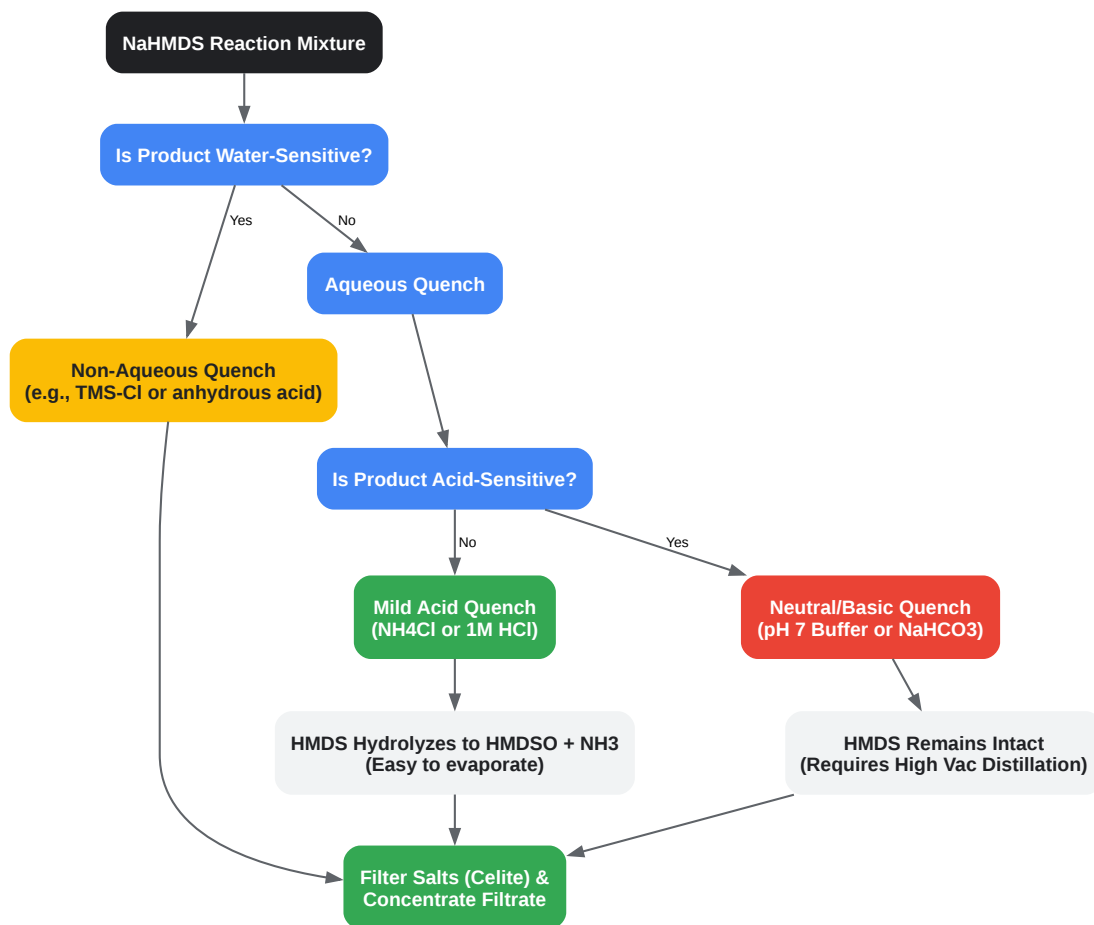 NaHMDS Reaction Mixture
Is Product Water-Sensitive?
Yes
No
Aqueous Quench
Non-Aqueous Quench
(e.g., TMS-Cl or anhydrous acid)
Is Product Acid-Sensitive?
No
Yes
Mild Acid Quench
(NH4Cl or 1M HCl)
Neutral/Basic Quench
(pH 7 Buffer or NaHCO3)
HMDS Hydrolyzes to HMDSO + NH3
(Easy to evaporate)
HMDS Remains Intact
(Requires High Vac Distillation)
Filter Salts (Celite) &
Concentrate Filtrate